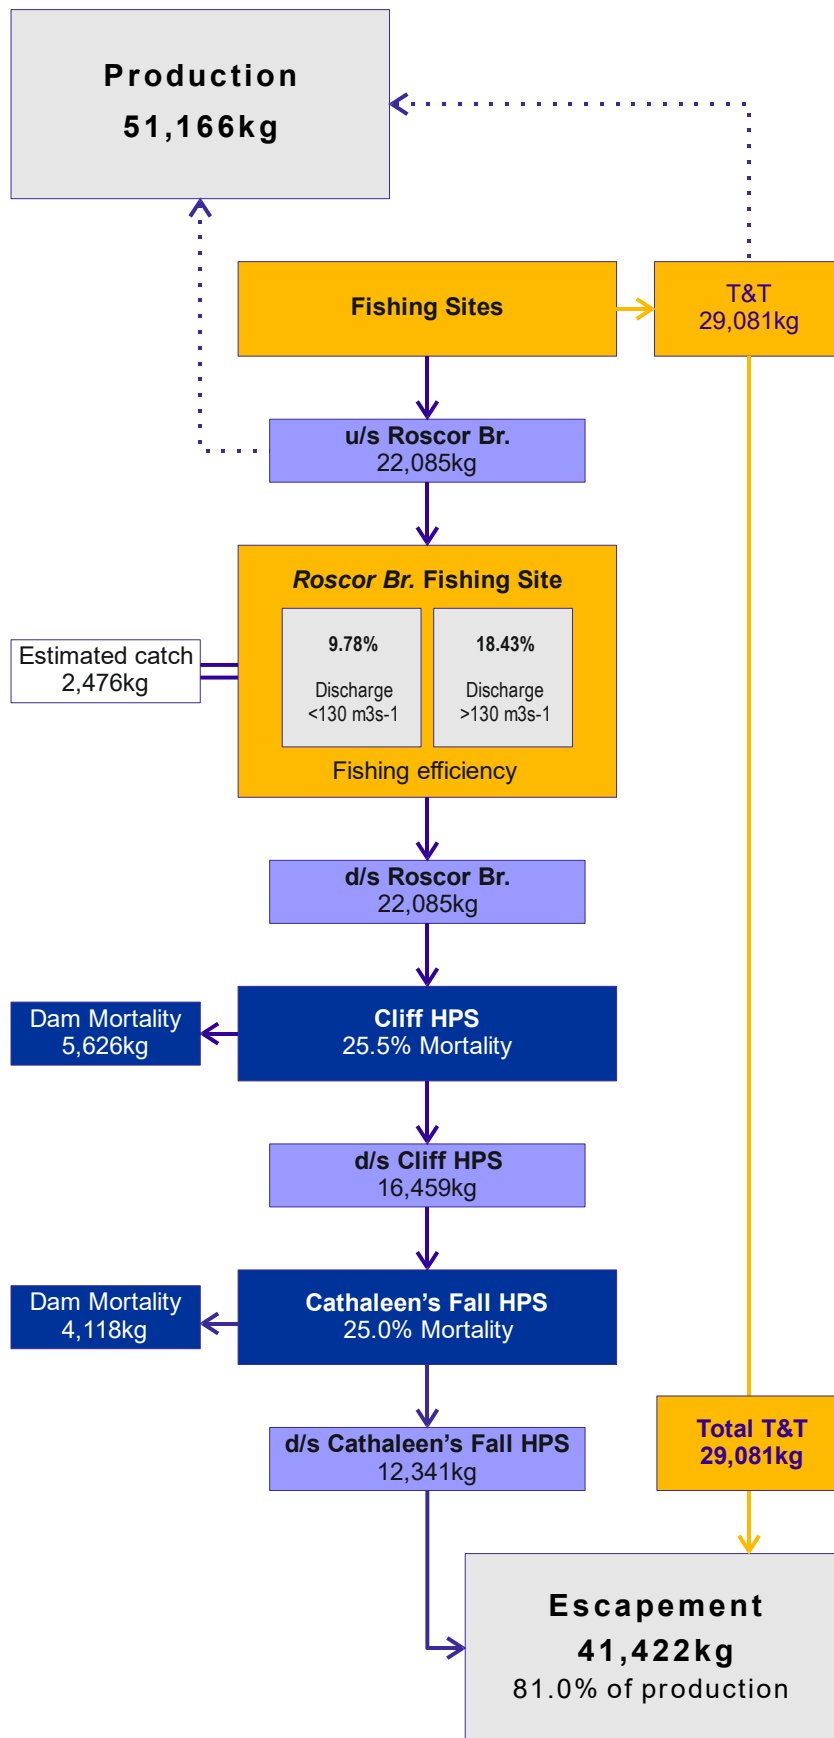 Production
51,166kg
Fishing Sites
T&T
29,081kg
u/s Roscor Br.
22,085kg
Roscor Br. Fishing Site
9.78%
Discharge
<130 m3s-1
18.43%
Discharge
>130 m3s-1
Fishing efficiency
Estimated catch
2,476kg
d/s Roscor Br.
22,085kg
Dam Mortality
5,626kg
Cliff HPS
25.5% Mortality
d/s Cliff HPS
16,459kg
Dam Mortality
4,118kg
Cathaleen's Fall HPS
25.0% Mortality
d/s Cathaleen's Fall HPS
12,341kg
Total T&T
29,081kg
Escapement
41,422kg
81.0% of production